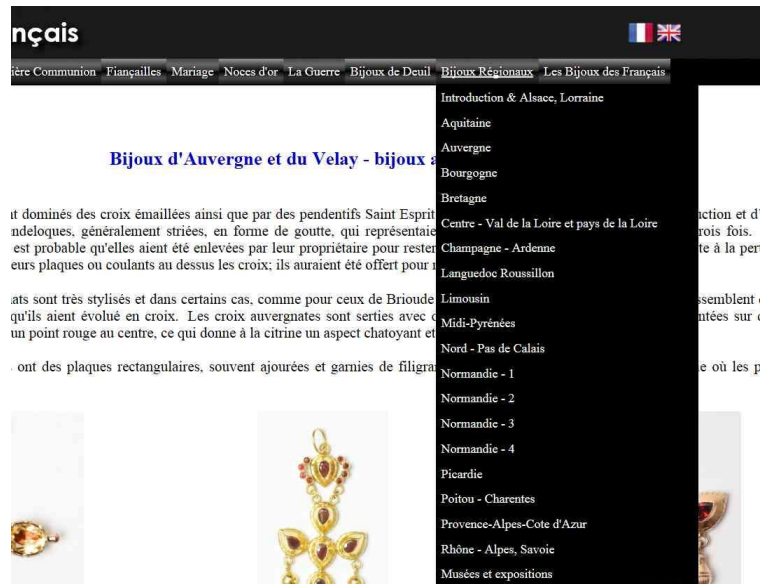 nçais
ière Communion Fiançailles Mariage Noces d'or La Guerre Bijoux de Deuil Bijoux Régionaux Les Bijoux des Français
Introduction & Alsace, Lorraine
Aquitaine
Auvergne
Bourgogne
Bretagne
Centre - Val de la Loire et pays de la Loire
Champagne - Ardenne
Languedoc Roussillon
Limousin
Midi-Pyrénées
Nord - Pas de Calais
Normandie - 1
Normandie - 2
Normandie - 3
Normandie - 4
Picardie
Poitou - Charentes
Provence-Alpes-Cote d'Azur
Rhône - Alpes, Savoie
Musées et expositions
Bijoux d'Auvergne et du Velay - bijoux a
nt dominés des croix émaillées ainsi que par des pendentifs Saint Esprit uction et d'
ndeloques, généralement striées, en forme de goutte, qui représentaie rois fois.
est probable qu'elles aient été enlevées par leur propriétaire pour rester te à la pert
eurs plaques ou coulants au dessus les croix; ils auraient été offert pour
nats sont très stylisés et dans certains cas, comme pour ceux de Brioude ssemblent
qu'ils aient évolué en croix. Les croix auvergnates sont serties avec ntées sur
un point rouge au centre, ce qui donne à la citrine un aspect chatoyant et
ont des plaques rectangulaires, souvent ajourées et garnies de filigra e où les p